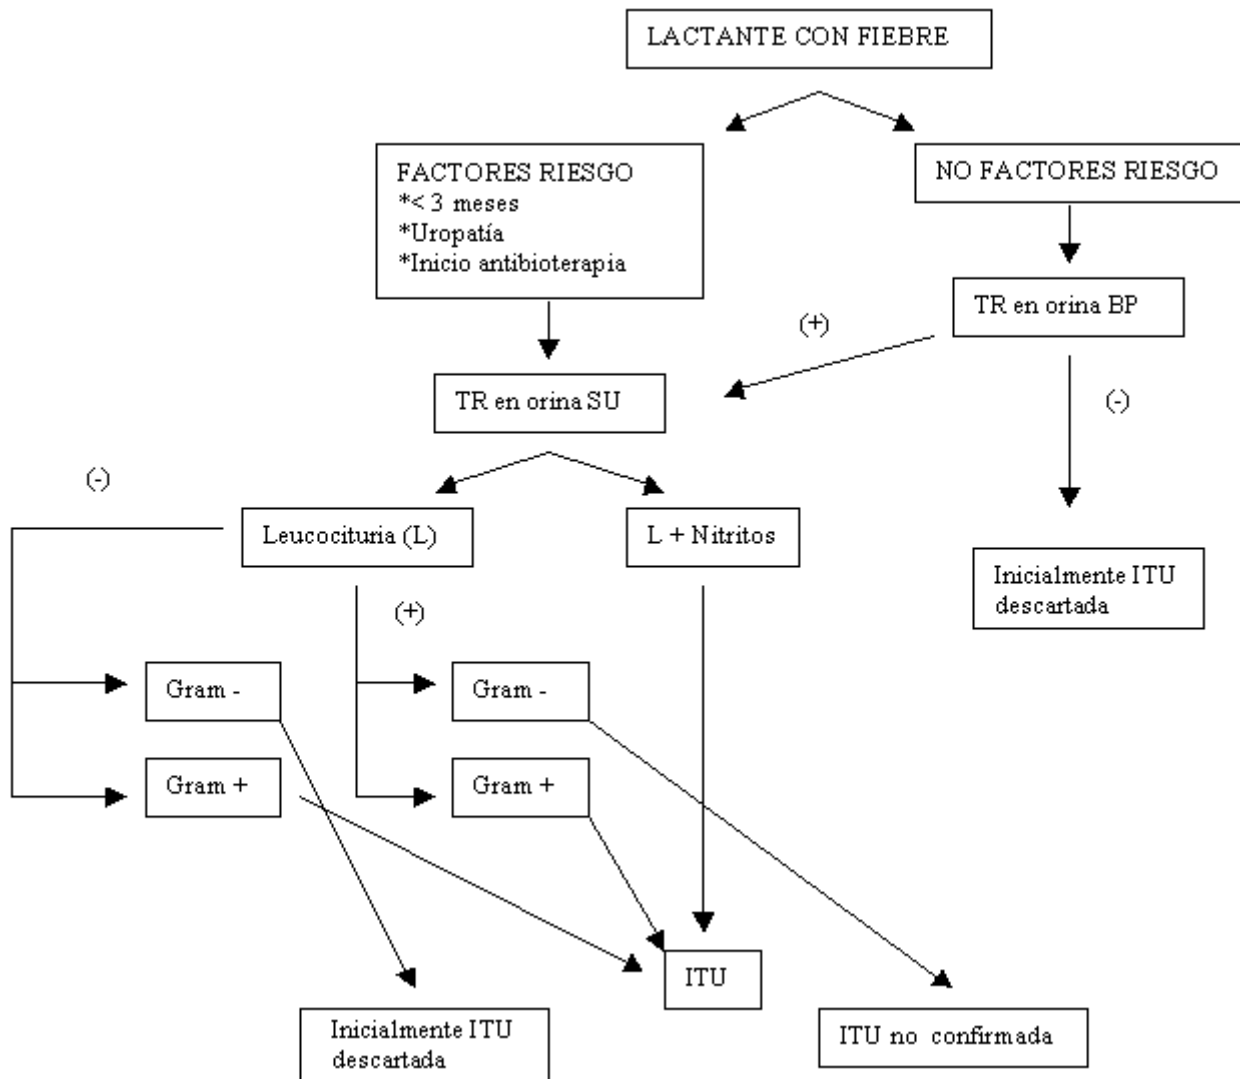 LACTANTE CON FIEBRE
FACTORES RIESGO
*< 3 meses
*Uropatía
*Inicio antibioterapia
NO FACTORES RIESGO
TR en orina BP
(+)
TR en orina SU
(-)
(-)
Leucocituria (L)
L + Nitritos
Inicialmente ITU
descartada
(+)
Gram -
Gram -
Gram +
Gram +
ITU
Inicialmente ITU
descartada
ITU no confirmada